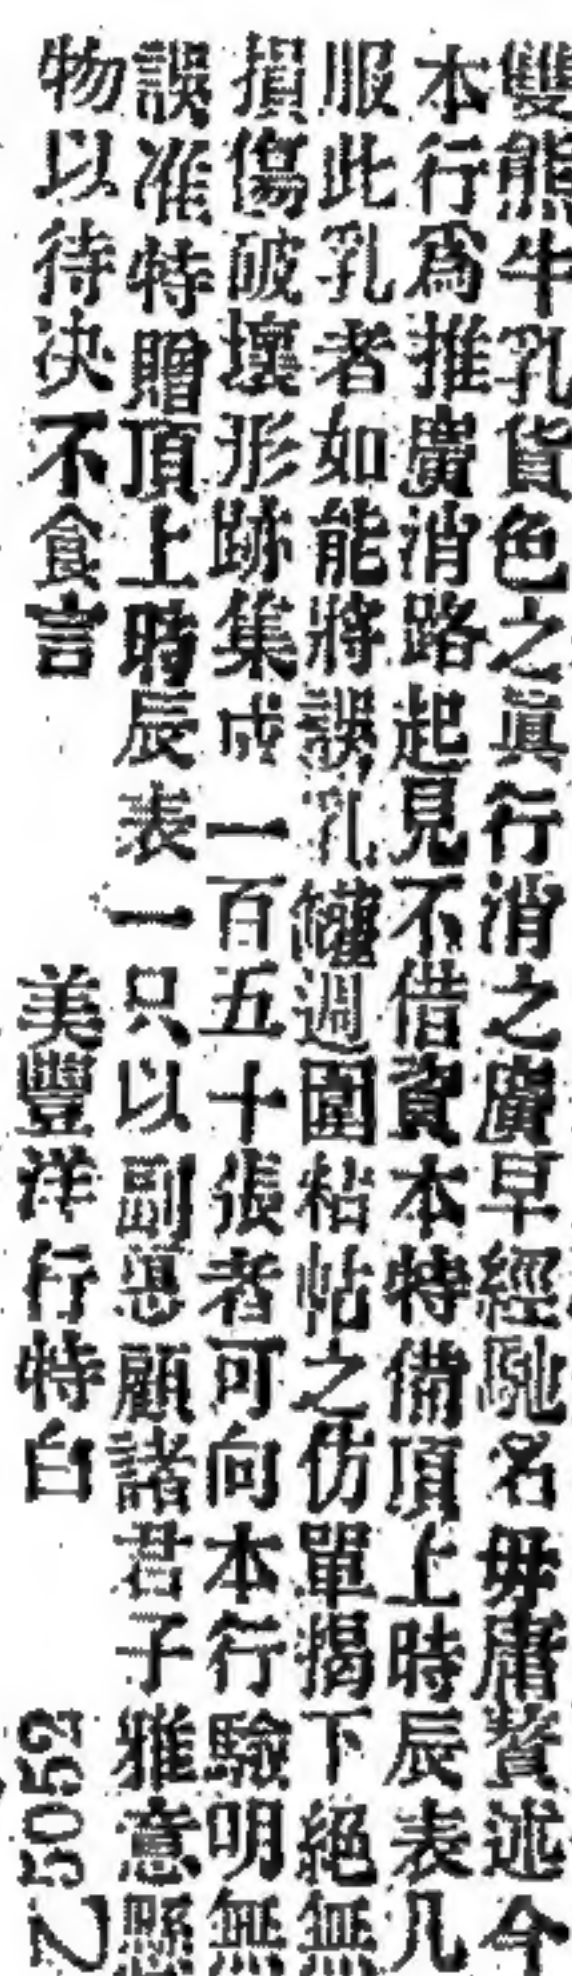 雙熊牛乳貨色之眞行消之廣早經馳名毋庸贅述今
本行爲推廣消路起見不借資本特備頂上時辰表几
服此乳者如能將誤乳罐週圍粘帖之仿單揭下絕無
損傷破壞形跡集成一百五十張者可向本行驗明無
誤准特贈頂上時辰表一只以副惠顧諸君子雅意懸
物以待決不食言 美豐洋行特白 Z5052